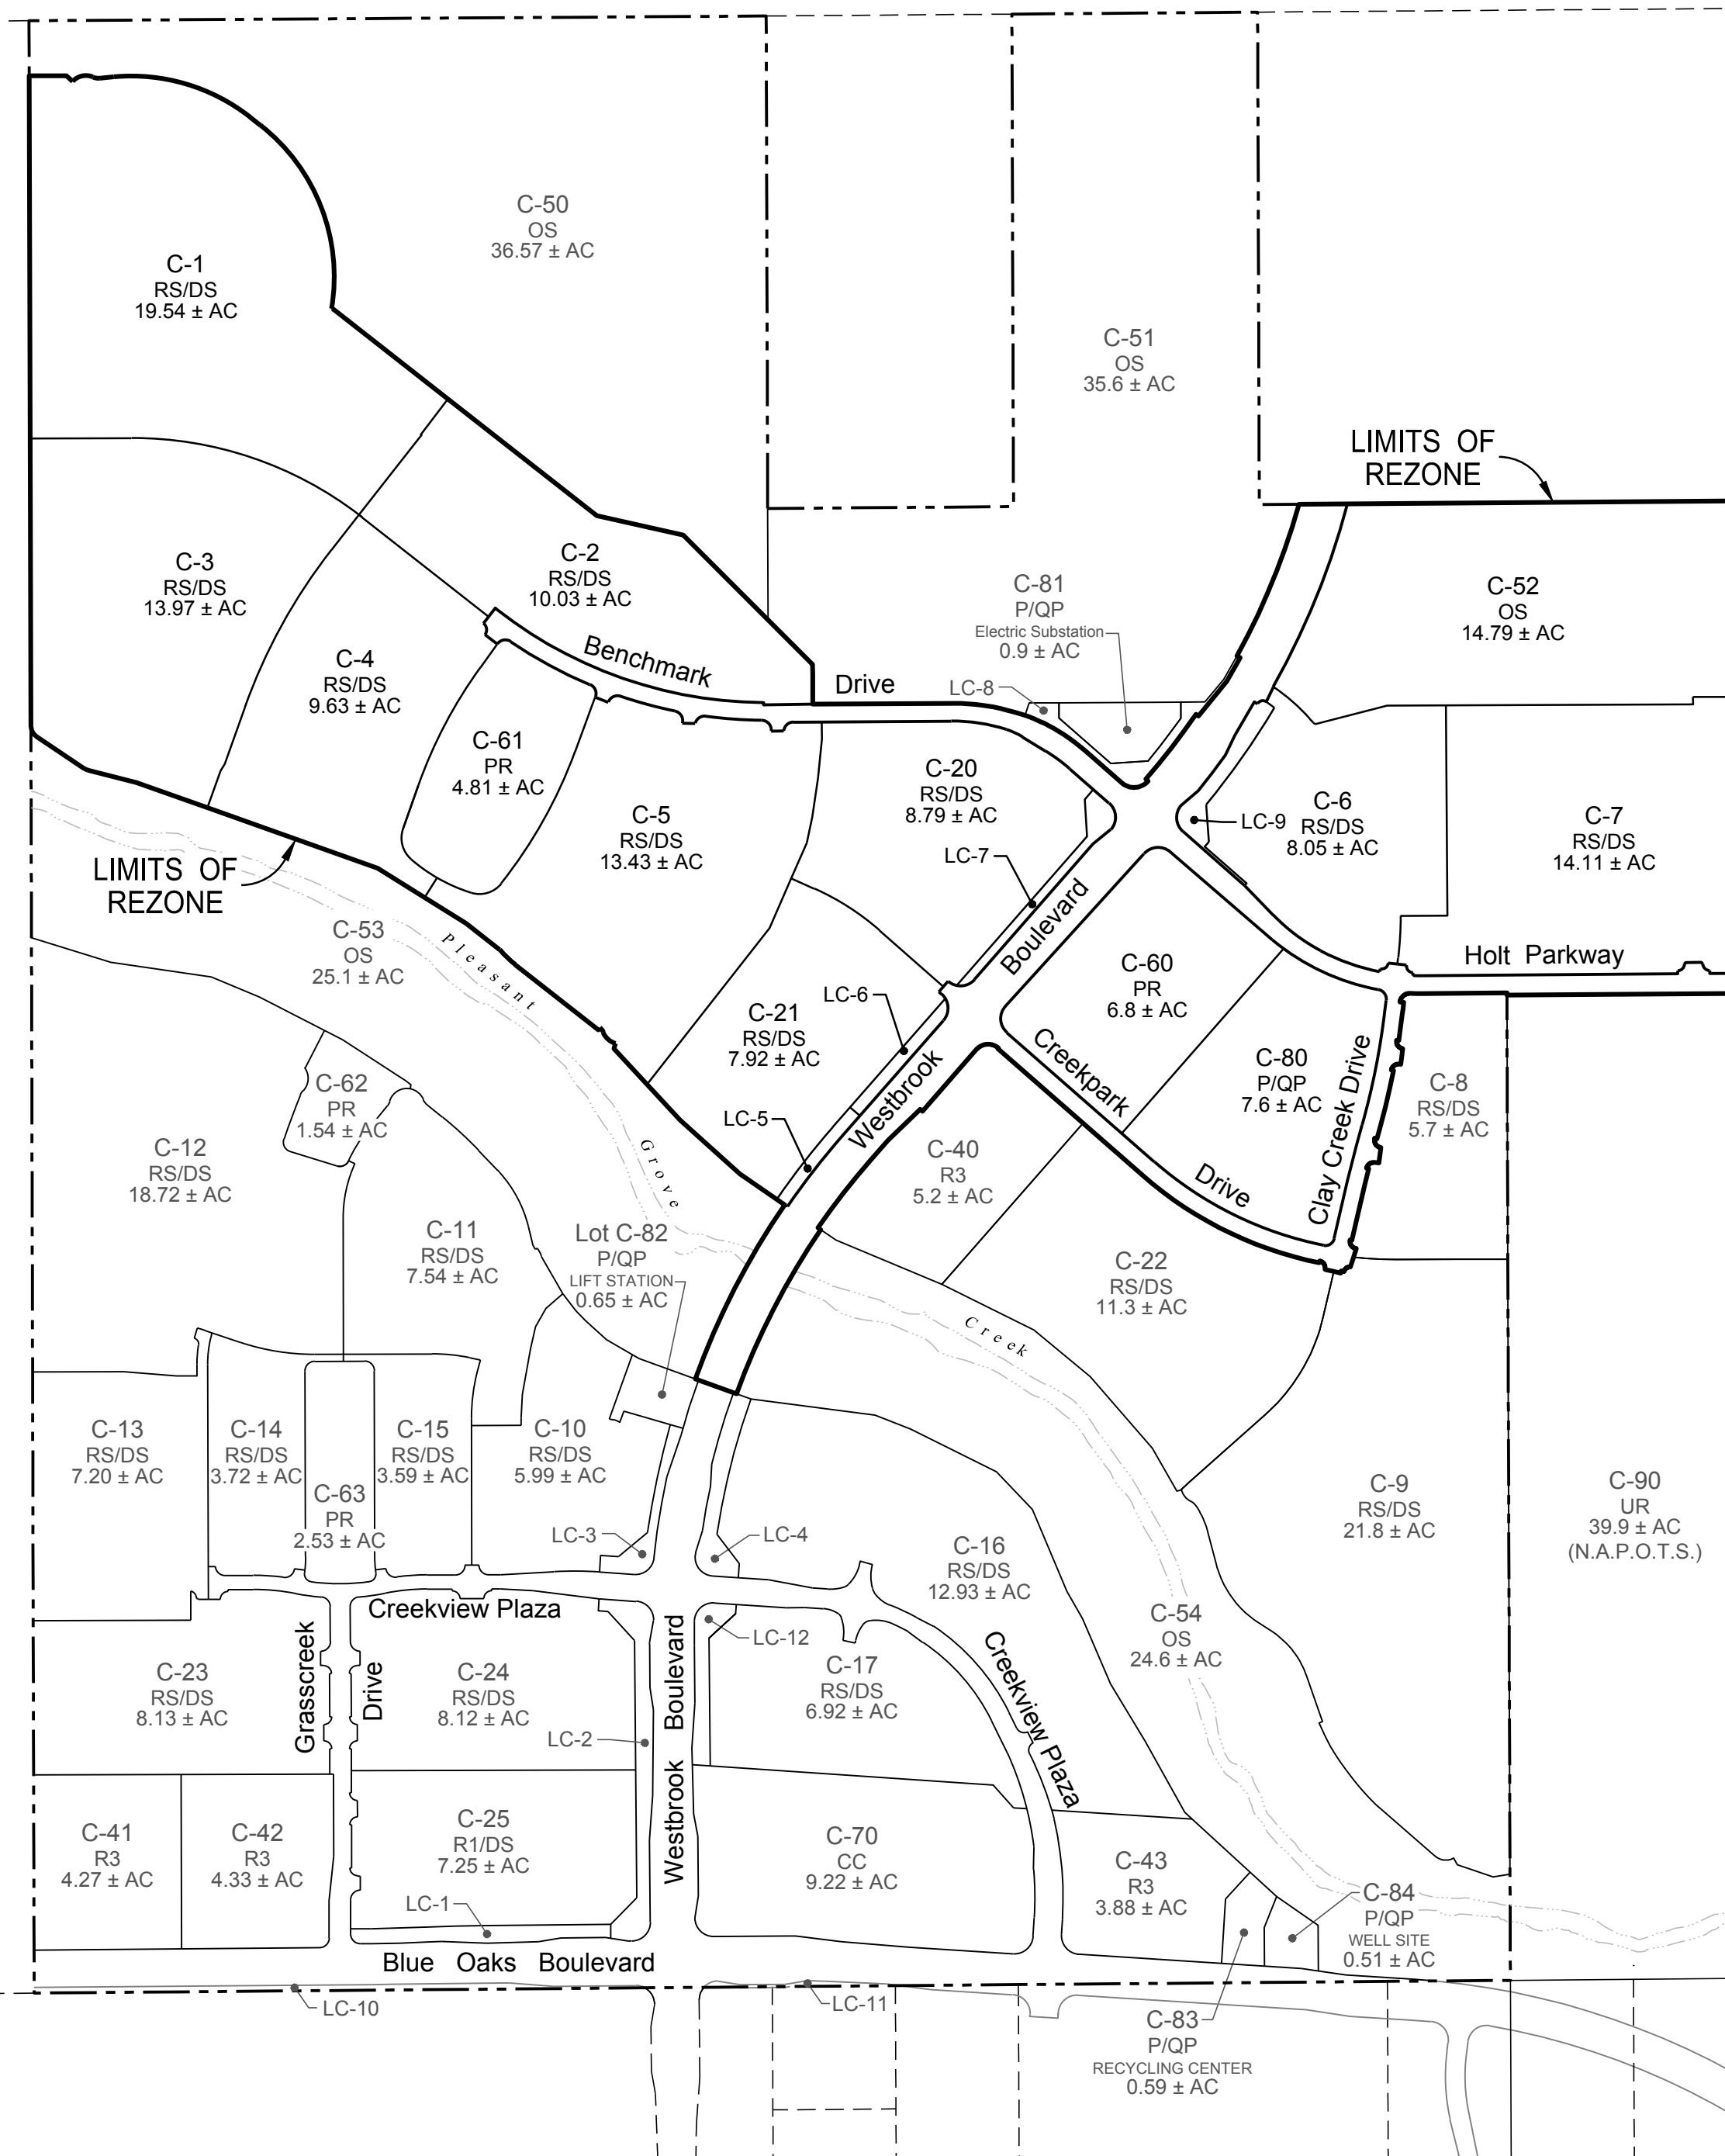 C-50
OS
36.57 ± AC
C-1
RS/DS
19.54 ± AC
C-51
OS
35.6 ± AC
LIMITS OF
REZONE
C-2
RS/DS
10.03 ± AC
C-3
RS/DS
13.97 ± AC
C-81
P/QP
Electric Substation
0.9 ± AC
C-52
OS
14.79 ± AC
C-4
RS/DS
9.63 ± AC
Benchmark
Drive
LC-8
C-61
PR
4.81 ± AC
C-20
RS/DS
8.79 ± AC
C-5
RS/DS
13.43 ± AC
C-6
RS/DS
8.05 ± AC
LC-9
C-7
RS/DS
14.11 ± AC
LC-7
LIMITS OF
REZONE
C-53
OS
25.1 ± AC
Pleasant
Boulevard
C-60
PR
6.8 ± AC
Holt Parkway
LC-6
C-21
RS/DS
7.92 ± AC
Creekpark
C-80
P/QP
7.6 ± AC
Clay Creek Drive
C-8
RS/DS
5.7 ± AC
C-62
PR
1.54 ± AC
LC-5
Westbrook
C-12
RS/DS
18.72 ± AC
Grove
C-40
R3
5.2 ± AC
Drive
C-11
RS/DS
7.54 ± AC
Lot C-82
P/QP
LIFT STATION
0.65 ± AC
C-22
RS/DS
11.3 ± AC
Creek
C-13
RS/DS
7.20 ± AC
C-14
RS/DS
3.72 ± AC
C-15
RS/DS
3.59 ± AC
C-10
RS/DS
5.99 ± AC
C-63
PR
2.53 ± AC
C-9
RS/DS
21.8 ± AC
C-90
UR
39.9 ± AC
(N.A.P.O.T.S.)
LC-3
LC-4
C-16
RS/DS
12.93 ± AC
Creekview Plaza
LC-12
C-54
OS
24.6 ± AC
Grasscreek
Drive
C-23
RS/DS
8.13 ± AC
C-24
RS/DS
8.12 ± AC
LC-2
Westbrook Boulevard
C-17
RS/DS
6.92 ± AC
Creekview Plaza
C-41
R3
4.27 ± AC
C-42
R3
4.33 ± AC
C-25
R1/DS
7.25 ± AC
C-70
CC
9.22 ± AC
C-43
R3
3.88 ± AC
LC-1
C-84
P/QP
WELL SITE
0.51 ± AC
Blue Oaks Boulevard
LC-10
LC-11
C-83
P/QP
RECYCLING CENTER
0.59 ± AC